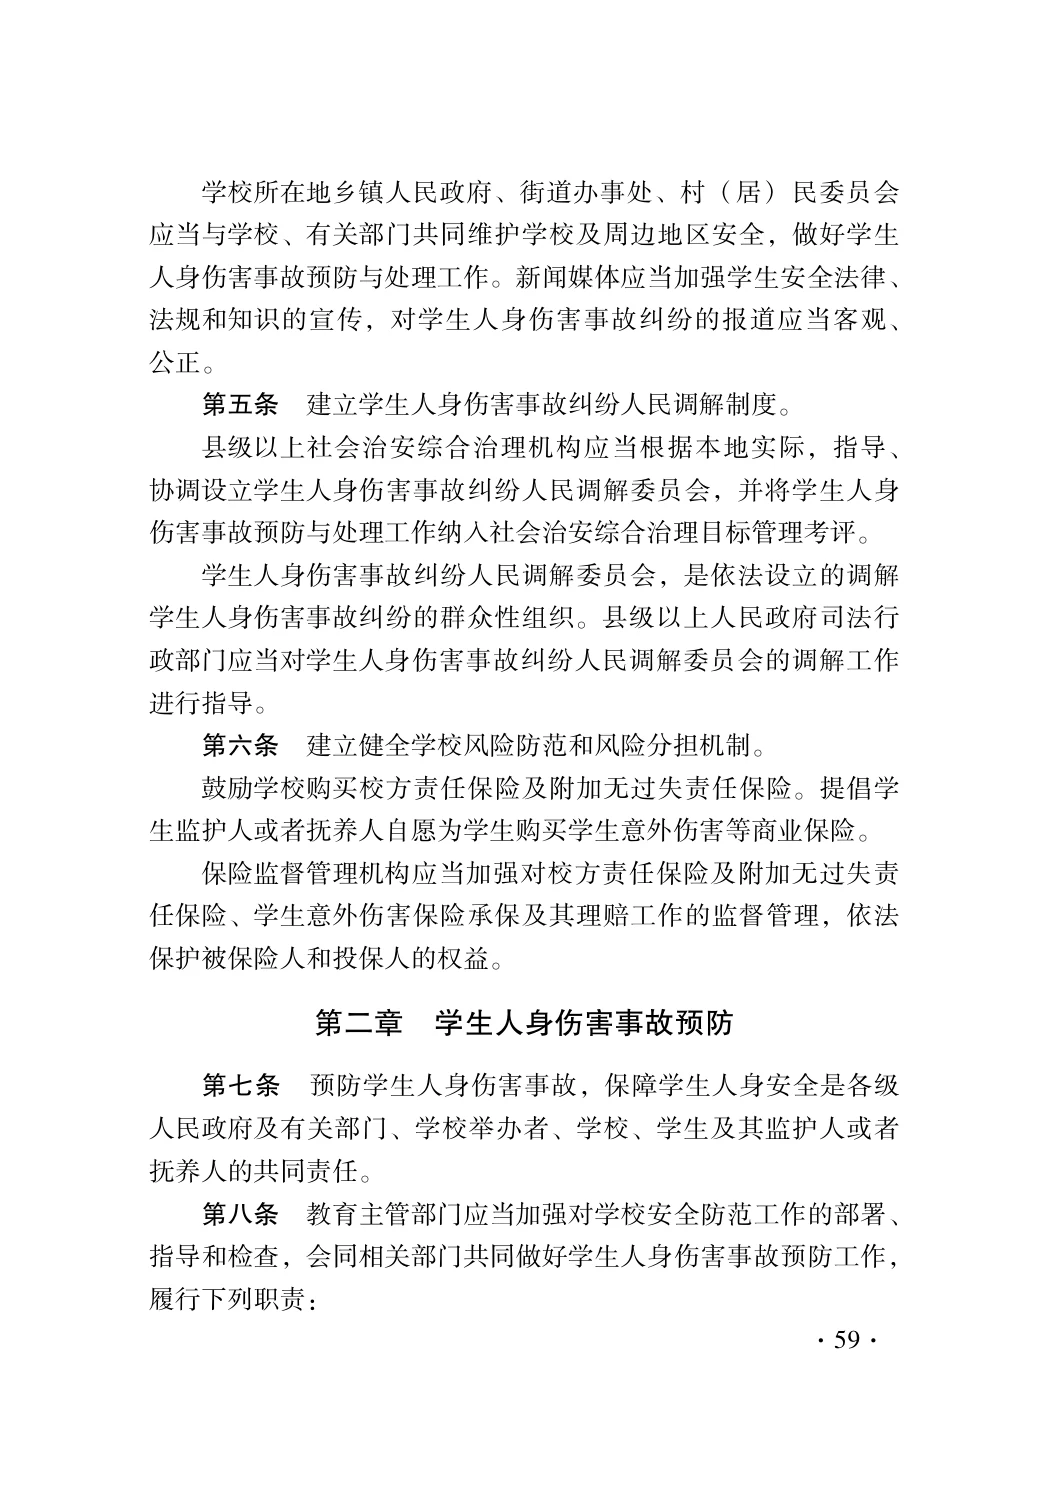 学校所在地乡镇人民政府、街道办事处、村（居）民委员会
应当与学校、有关部门共同维护学校及周边地区安全，做好学生
人身伤害事故预防与处理工作。新闻媒体应当加强学生安全法律、
法规和知识的宣传，对学生人身伤害事故纠纷的报道应当客观、
公正。
第五条　建立学生人身伤害事故纠纷人民调解制度。
县级以上社会治安综合治理机构应当根据本地实际，指导、
协调设立学生人身伤害事故纠纷人民调解委员会，并将学生人身
伤害事故预防与处理工作纳入社会治安综合治理目标管理考评。
学生人身伤害事故纠纷人民调解委员会，是依法设立的调解
学生人身伤害事故纠纷的群众性组织。县级以上人民政府司法行
政部门应当对学生人身伤害事故纠纷人民调解委员会的调解工作
进行指导。
第六条　建立健全学校风险防范和风险分担机制。
鼓励学校购买校方责任保险及附加无过失责任保险。提倡学
生监护人或者抚养人自愿为学生购买学生意外伤害等商业保险。
保险监督管理机构应当加强对校方责任保险及附加无过失责
任保险、学生意外伤害保险承保及其理赔工作的监督管理，依法
保护被保险人和投保人的权益。
第二章　学生人身伤害事故预防
第七条　预防学生人身伤害事故，保障学生人身安全是各级
人民政府及有关部门、学校举办者、学校、学生及其监护人或者
抚养人的共同责任。
第八条　教育主管部门应当加强对学校安全防范工作的部署、
指导和检查，会同相关部门共同做好学生人身伤害事故预防工作，
履行下列职责：
·59·